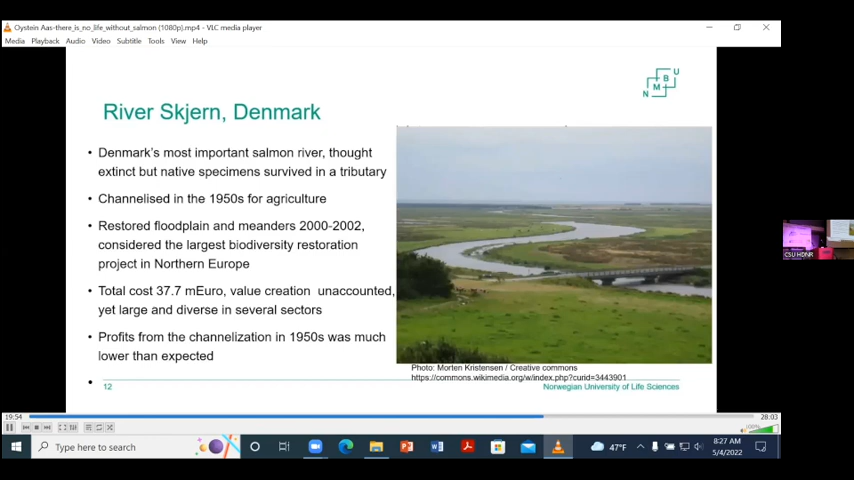 Oystein Aas-there_is_no_life_without_salmon (1080p).mp4 - VLC media player
Media Playback Audio Video Subtitle Tools View Help
N M B U
River Skjern, Denmark
• Denmark's most important salmon river, thought
extinct but native specimens survived in a tributary
• Channelised in the 1950s for agriculture
• Restored floodplain and meanders 2000-2002,
considered the largest biodiversity restoration
project in Northern Europe
• Total cost 37.7 mEuro, value creation unaccounted,
yet large and diverse in several sectors
• Profits from the channelization in 1950s was much
lower than expected
•
Photo: Morten Kristensen / Creative commons
https://commons.wikimedia.org/w/index.php?curid=3443901
12
Norwegian University of Life Sciences
CSU HDNR
19:54
28:03
100%
Type here to search
47°F
8:27 AM
5/4/2022